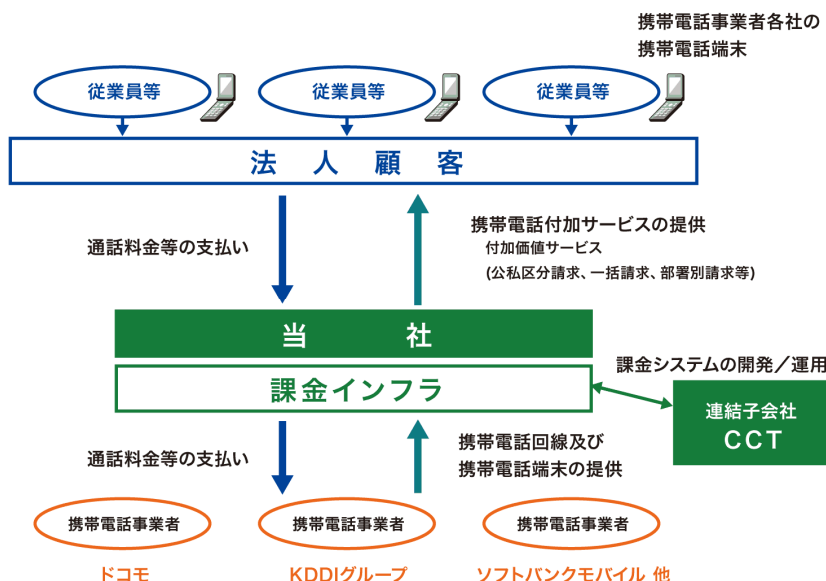 携帯電話事業者各社の
携帯電話端末
従業員等
従業員等
従業員等
法人顧客
通話料金等の支払い
携帯電話付加サービスの提供
付加価値サービス
(公私区分請求、一括請求、部署別請求等)
当社
課金インフラ
課金システムの開発／運用
連結子会社
CCT
通話料金等の支払い
携帯電話回線及び
携帯電話端末の提供
携帯電話事業者
携帯電話事業者
携帯電話事業者
ドコモ
KDDIグループ
ソフトバンクモバイル 他